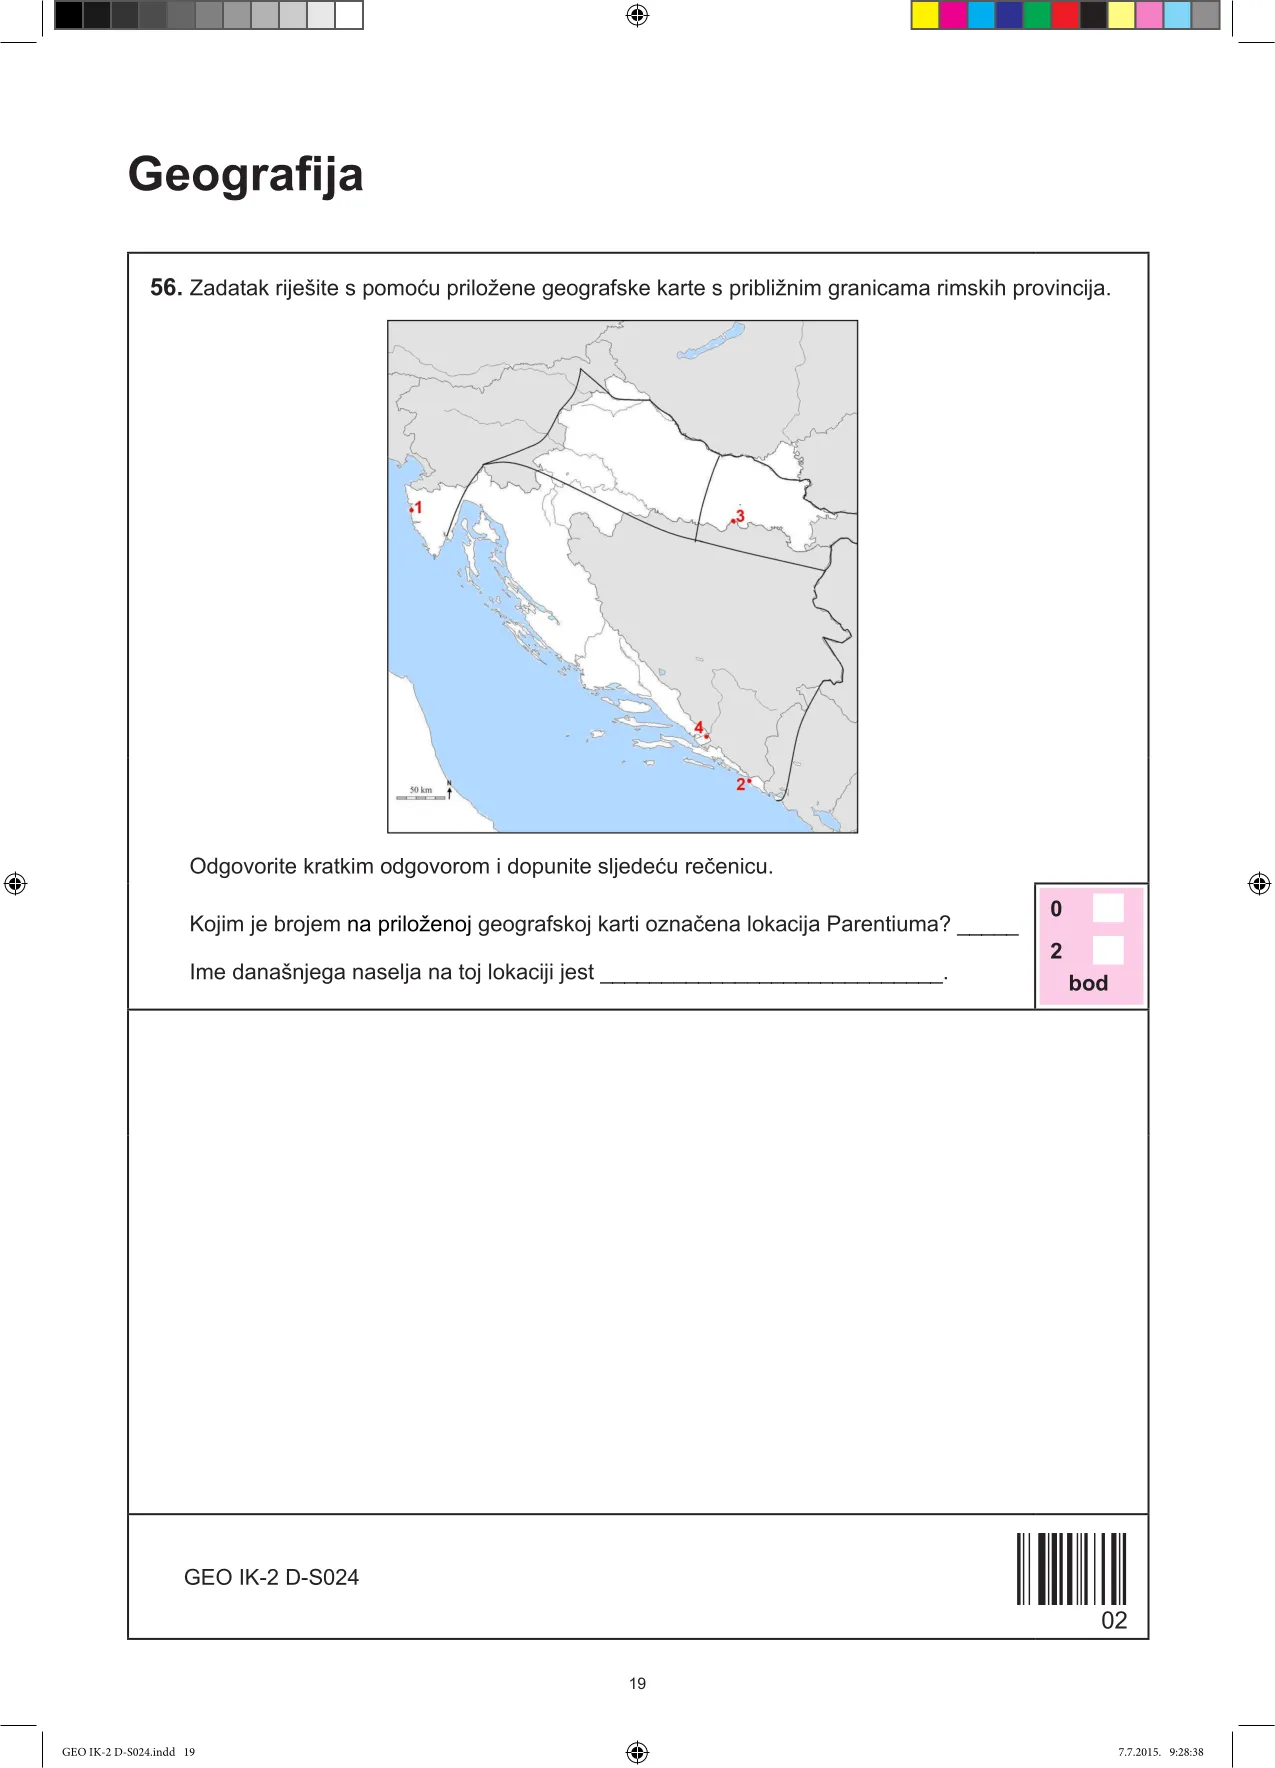 Geografija
56. Zadatak riješite s pomoću priložene geografske karte s približnim granicama rimskih provincija.
1
3
4
2
50 km
N
Odgovorite kratkim odgovorom i dopunite sljedeću rečenicu.
Kojim je brojem na priloženoj geografskoj karti označena lokacija Parentiuma? _____
Ime današnjega naselja na toj lokaciji jest ____________________________.
0
2
bod
GEO IK-2 D-S024
02
19
GEO IK-2 D-S024.indd 19
7.7.2015. 9:28:38